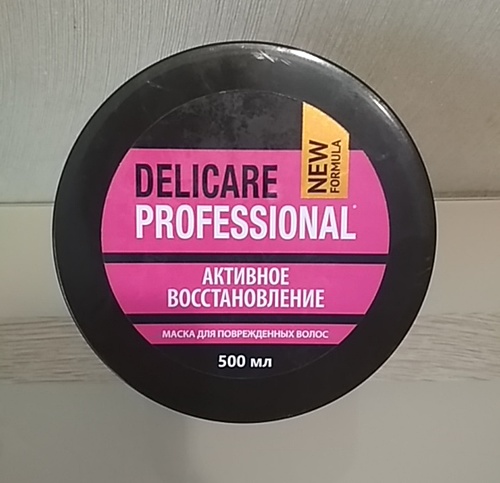 NEW
FORMULA
DELICARE
PROFESSIONAL
АКТИВНОЕ
ВОССТАНОВЛЕНИЕ
МАСКА ДЛЯ ПОВРЕЖДЕННЫХ ВОЛОС
500 мл